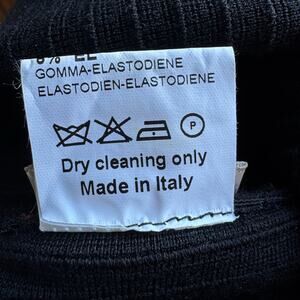 GOMMA-ELASTODIENE
ELASTODIEN-ELASTODIENE
P
Dry cleaning only
Made in Italy